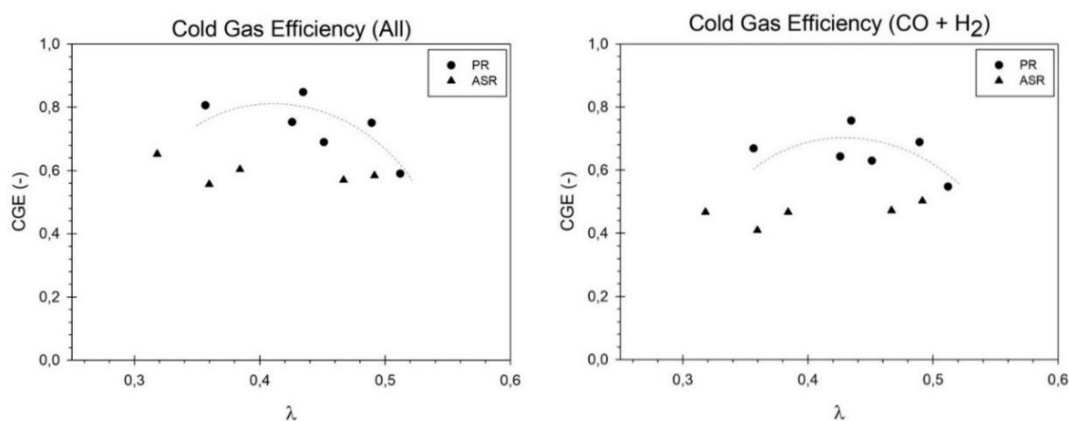 Cold Gas Efficiency (All)
1,0
0,8
0,6
0,4
0,2
0,0
CGE (-)
0,3
0,4
0,5
0,6
λ
PR
ASR
Cold Gas Efficiency (CO + H2)
1,0
0,8
0,6
0,4
0,2
0,0
CGE (-)
0,3
0,4
0,5
0,6
λ
PR
ASR